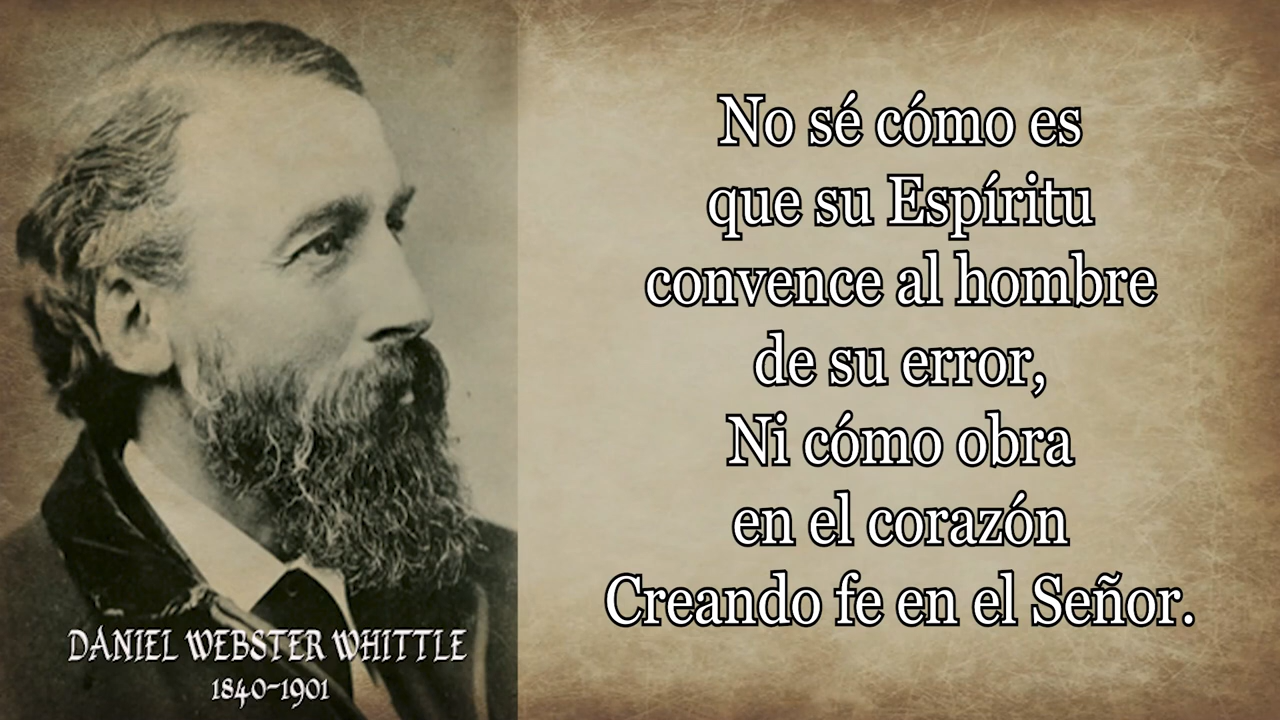 No sé cómo es
que su Espíritu
convence al hombre
de su error,
Ni cómo obra
en el corazón
Creando fe en el Señor.
DANIEL WEBSTER WHITTLE
1840-1901